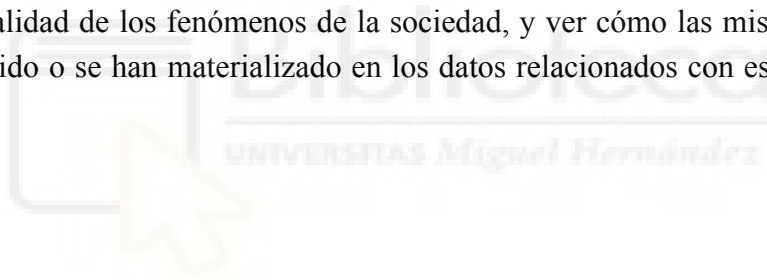 alidad de los fenómenos de la sociedad, y ver cómo las mis
ido o se han materializado en los datos relacionados con es
Biblioteca
UNIVERSITAS Miguel Hernández